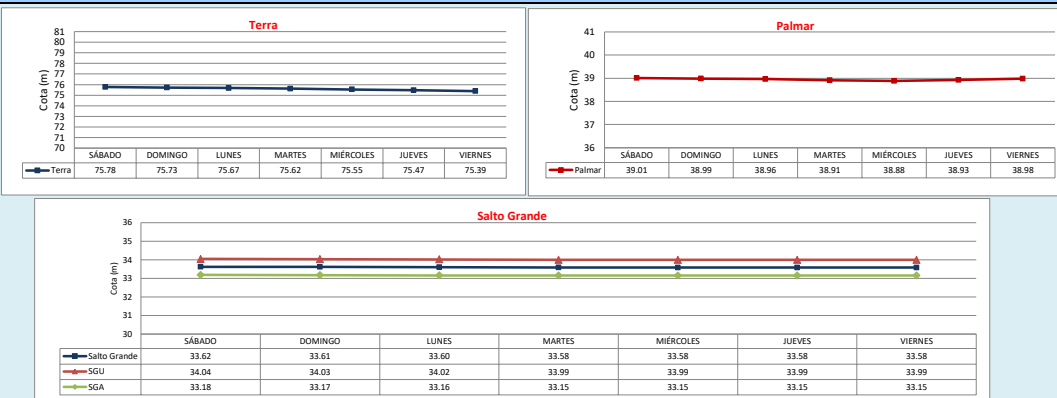 Terra
Cota (m)
81
80
79
78
77
76
75
74
73
72
71
70
SÁBADO DOMINGO LUNES MARTES MIÉRCOLES JUEVES VIERNES
Terra 75.78 75.73 75.67 75.62 75.55 75.47 75.39
Palmar
Cota (m)
41
40
39
38
37
36
SÁBADO DOMINGO LUNES MARTES MIÉRCOLES JUEVES VIERNES
Palmar 39.01 38.99 38.96 38.91 38.88 38.93 38.98
Salto Grande
Cota (m)
36
35
34
33
32
31
30
SÁBADO DOMINGO LUNES MARTES MIÉRCOLES JUEVES VIERNES
Salto Grande 33.62 33.61 33.60 33.58 33.58 33.58 33.58
SGU 34.04 34.03 34.02 33.99 33.99 33.99 33.99
SGA 33.18 33.17 33.16 33.15 33.15 33.15 33.15